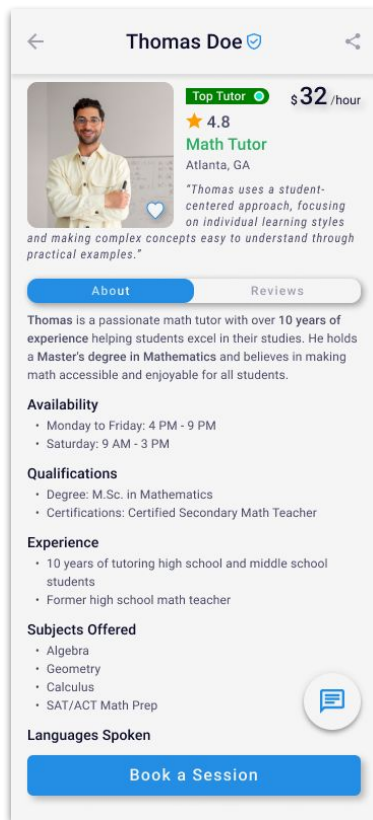 Thomas Doe
Top Tutor
$32/hour
4.8
Math Tutor
Atlanta, GA
"Thomas uses a student-
centered approach, focusing
on individual learning styles
and making complex concepts easy to understand through
practical examples."
About
Reviews
Thomas is a passionate math tutor with over 10 years of
experience helping students excel in their studies. He holds
a Master's degree in Mathematics and believes in making
math accessible and enjoyable for all students.
Availability
• Monday to Friday: 4 PM - 9 PM
• Saturday: 9 AM - 3 PM
Qualifications
• Degree: M.Sc. in Mathematics
• Certifications: Certified Secondary Math Teacher
Experience
• 10 years of tutoring high school and middle school
students
• Former high school math teacher
Subjects Offered
• Algebra
• Geometry
• Calculus
• SAT/ACT Math Prep
Languages Spoken
Book a Session